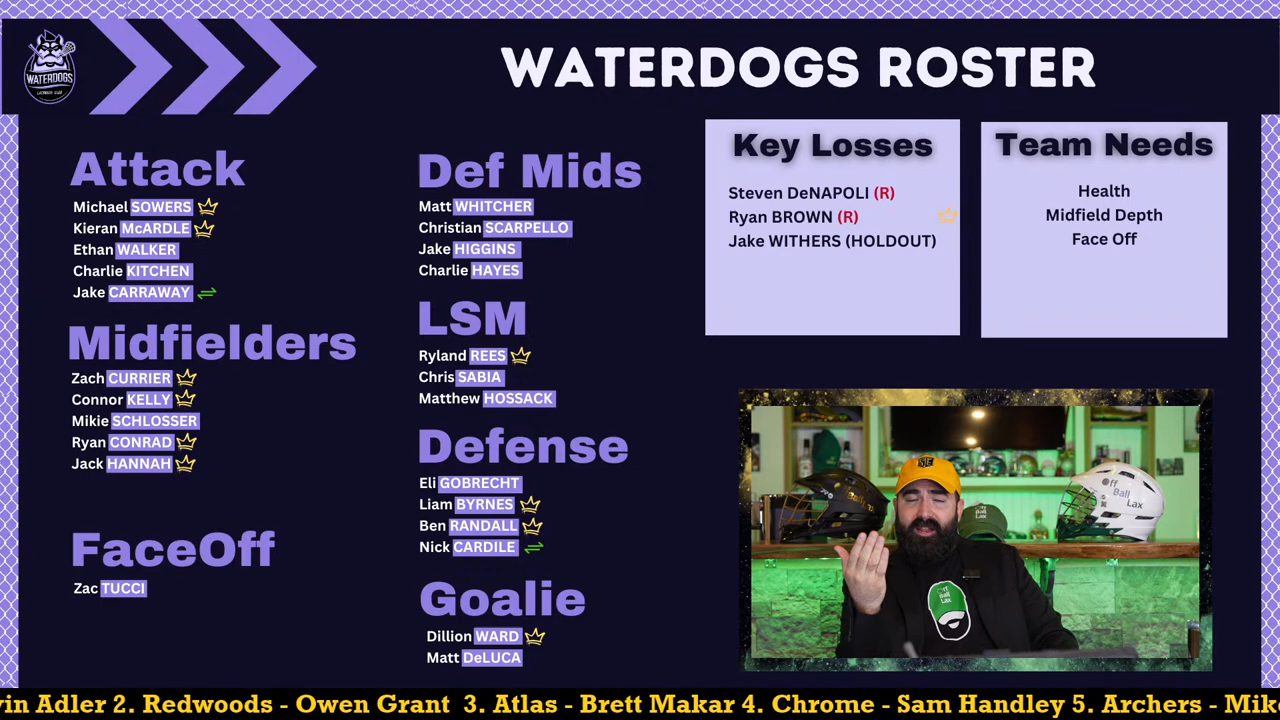 WATERDOGS
WATERDOGS ROSTER
Attack
Michael SOWERS
Kieran McARDLE
Ethan WALKER
Charlie KITCHEN
Jake CARRAWAY
Midfielders
Zach CURRIER
Connor KELLY
Mikie SCHLOSSER
Ryan CONRAD
Jack HANNAH
FaceOff
Zac TUCCI
Def Mids
Matt WHITCHER
Christian SCARPELLO
Jake HIGGINS
Charlie HAYES
LSM
Ryland REES
Chris SABIA
Matthew HOSSACK
Defense
Eli GOBRECHT
Liam BYRNES
Ben RANDALL
Nick CARDILE
Goalie
Dillion WARD
Matt DeLUCA
Key Losses
Steven DeNAPOLI (R)
Ryan BROWN (R)
Jake WITHERS (HOLDOUT)
Team Needs
Health
Midfield Depth
Face Off
Off
Ball
Lax
Off
Ball
Lax
vin Adler 2. Redwoods - Owen Grant 3. Atlas - Brett Makar 4. Chrome - Sam Handley 5. Archers - Mik